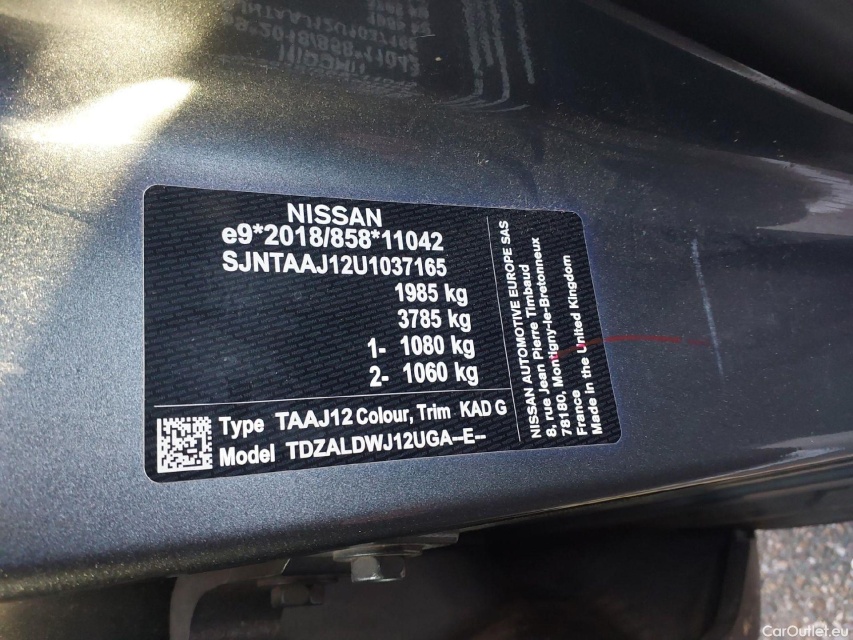 NISSAN
e9*2018/858*11042
SJNTAAJ12U1037165
1985 kg
3785 kg
1- 1080 kg
2- 1060 kg
Type TAAJ12 Colour, Trim KAD G
Model TDZALDWJ12UGA--E--
NISSAN AUTOMOTIVE EUROPE SAS
8, rue Jean Pierre Timbaud
78180, Montigny-le-Bretonneux
France
Made in the United Kingdom
CarOutlet.eu